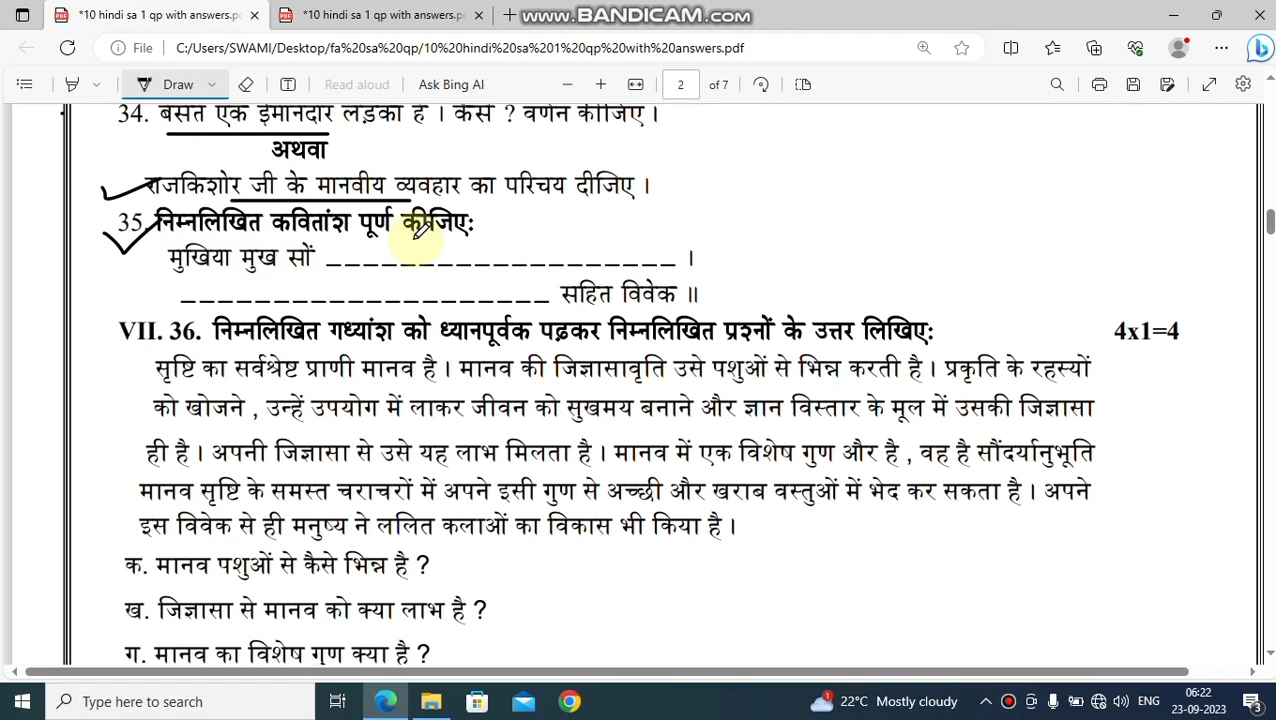 *10 hindi sa 1 qp with answers.pd
*10 hindi sa 1 qp with answers.pd
www.BANDICAM.com
File
C:/Users/SWAMI/Desktop/fa%20sa%20qp/10%20hindi%20sa%201%20qp%20with%20answers.pdf
Draw
Read aloud
Ask Bing AI
2 of 7
34. बसंत एक ईमानदार लड़का है । कैसे ? वर्णन कीजिए ।
अथवा
राजकिशोर जी के मानवीय व्यवहार का परिचय दीजिए ।
35. निम्नलिखित कवितांश पूर्ण कीजिए:
मुखिया मुख सों _ _ _ _ _ _ _ _ _ _ _ _ _ _ _ _ _ _ _ ।
_ _ _ _ _ _ _ _ _ _ _ _ _ _ _ _ _ _ _ _ सहित विवेक ॥
VII. 36. निम्नलिखित गध्यांश को ध्यानपूर्वक पढ़कर निम्नलिखित प्रश्नों के उत्तर लिखिए: 4x1=4
सृष्टि का सर्वश्रेष्ट प्राणी मानव है । मानव की जिज्ञासावृति उसे पशुओं से भिन्न करती है । प्रकृति के रहस्यों
को खोजने , उन्हें उपयोग में लाकर जीवन को सुखमय बनाने और ज्ञान विस्तार के मूल में उसकी जिज्ञासा
ही है । अपनी जिज्ञासा से उसे यह लाभ मिलता है । मानव में एक विशेष गुण और है , वह है सौंदर्यानुभूति
मानव सृष्टि के समस्त चराचरों में अपने इसी गुण से अच्छी और खराब वस्तुओं में भेद कर सकता है । अपने
इस विवेक से ही मनुष्य ने ललित कलाओं का विकास भी किया है ।
क. मानव पशुओं से कैसे भिन्न है ?
ख. जिज्ञासा से मानव को क्या लाभ है ?
ग. मानव का विशेष गुण क्या है ?
Type here to search
22°C Mostly cloudy
ENG
06:22
23-09-2023
3